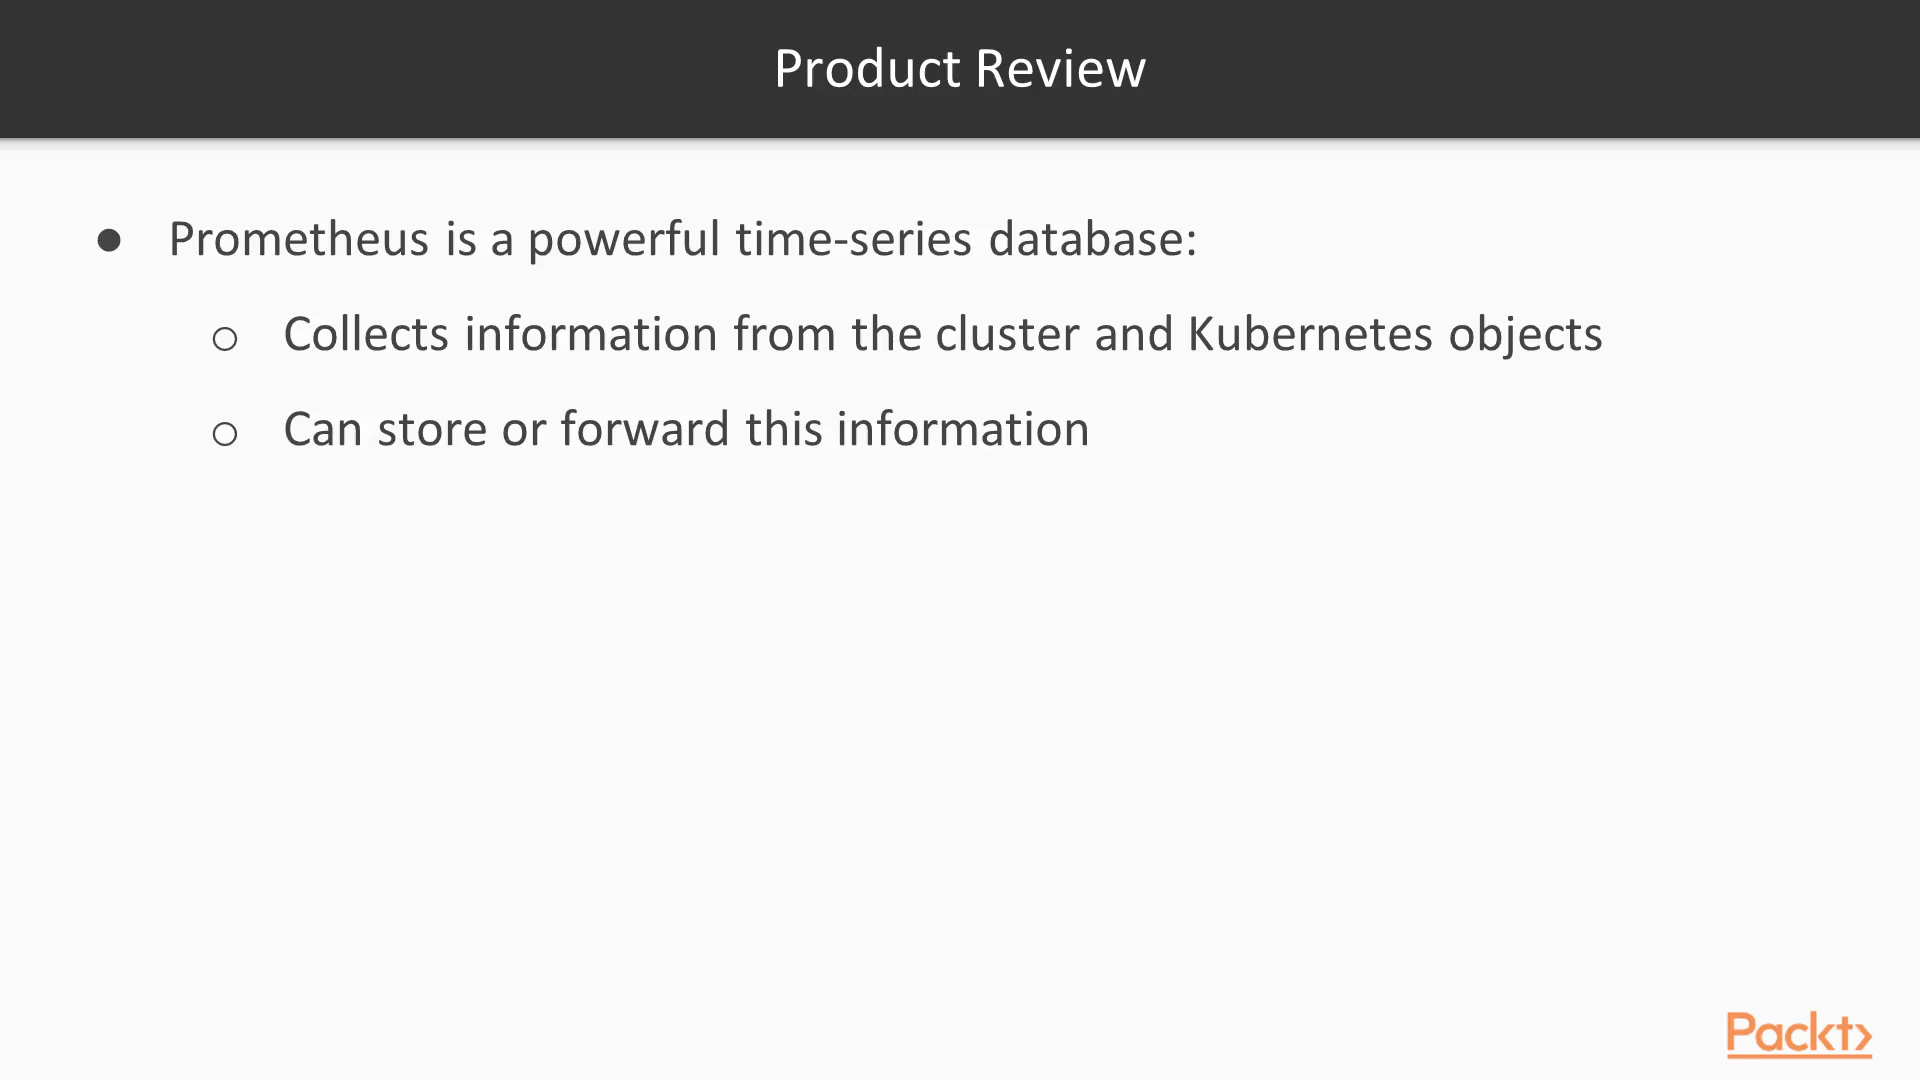 Product Review
● Prometheus is a powerful time-series database:
○ Collects information from the cluster and Kubernetes objects
○ Can store or forward this information
Packt>